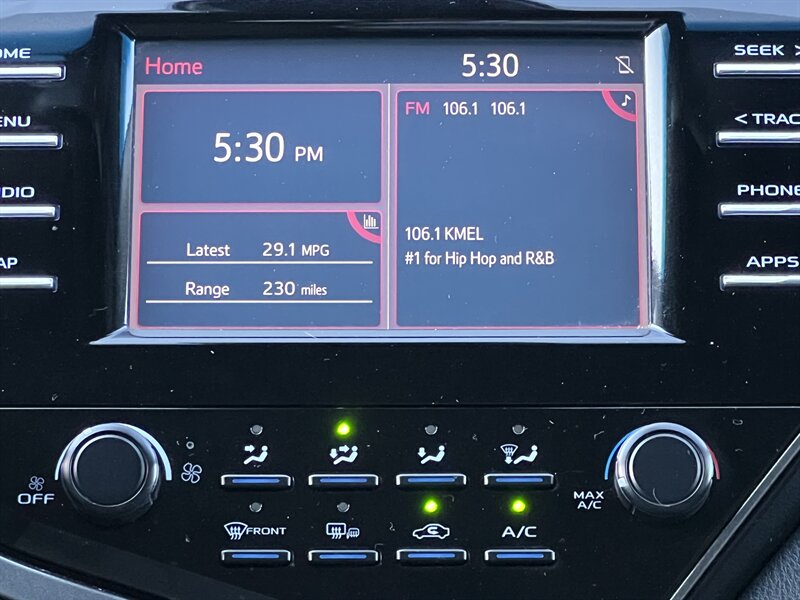 Home 5:30
5:30 PM
Latest 29.1 MPG
Range 230 miles
FM 106.1 106.1
106.1 KMEL
#1 for Hip Hop and R&B
OME
ENU
DIO
AP
SEEK >
< TRAC
PHONE
APPS
OFF
FRONT
A/C
MAX
A/C